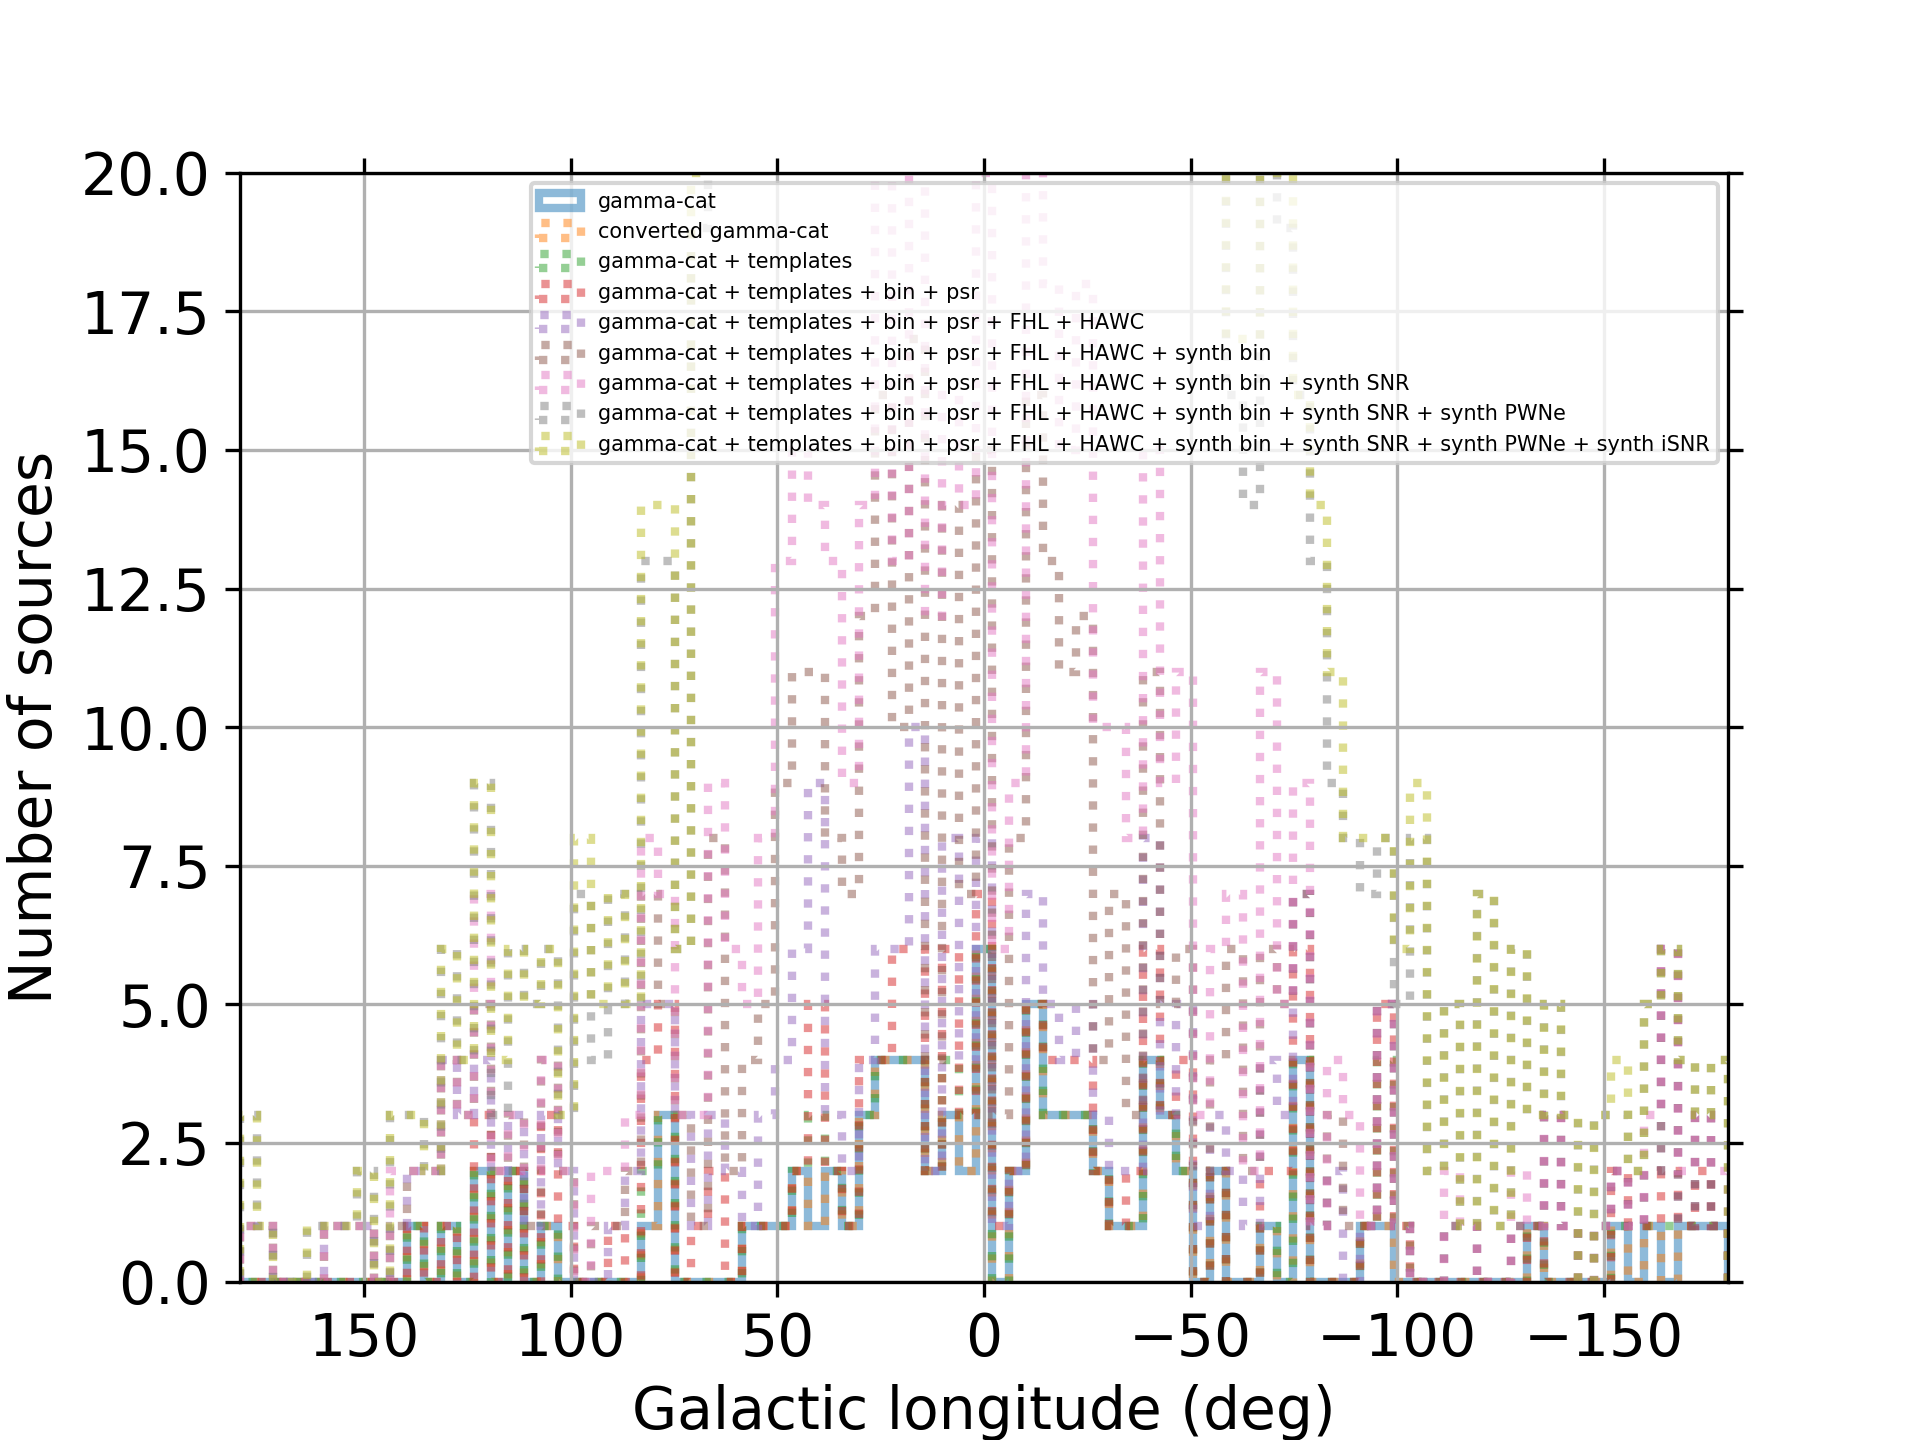 20.0
17.5
15.0
12.5
10.0
7.5
5.0
2.5
0.0
Number of sources
gamma-cat
converted gamma-cat
gamma-cat + templates
gamma-cat + templates + bin + psr
gamma-cat + templates + bin + psr + FHL + HAWC
gamma-cat + templates + bin + psr + FHL + HAWC + synth bin
gamma-cat + templates + bin + psr + FHL + HAWC + synth bin + synth SNR
gamma-cat + templates + bin + psr + FHL + HAWC + synth bin + synth SNR + synth PWNe
gamma-cat + templates + bin + psr + FHL + HAWC + synth bin + synth SNR + synth PWNe + synth iSNR
150 100 50 0 −50 −100 −150
Galactic longitude (deg)